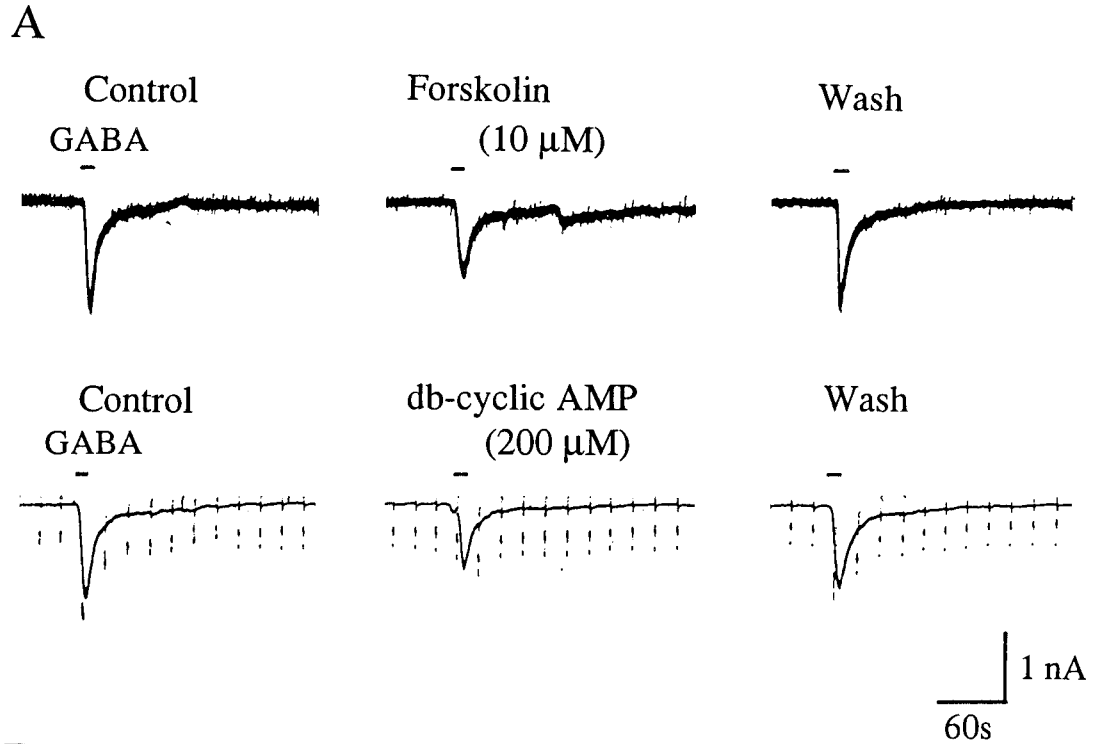 A
Control
GABA
Forskolin
(10 µM)
Wash
Control
GABA
db-cyclic AMP
(200 µM)
Wash
1 nA
60s